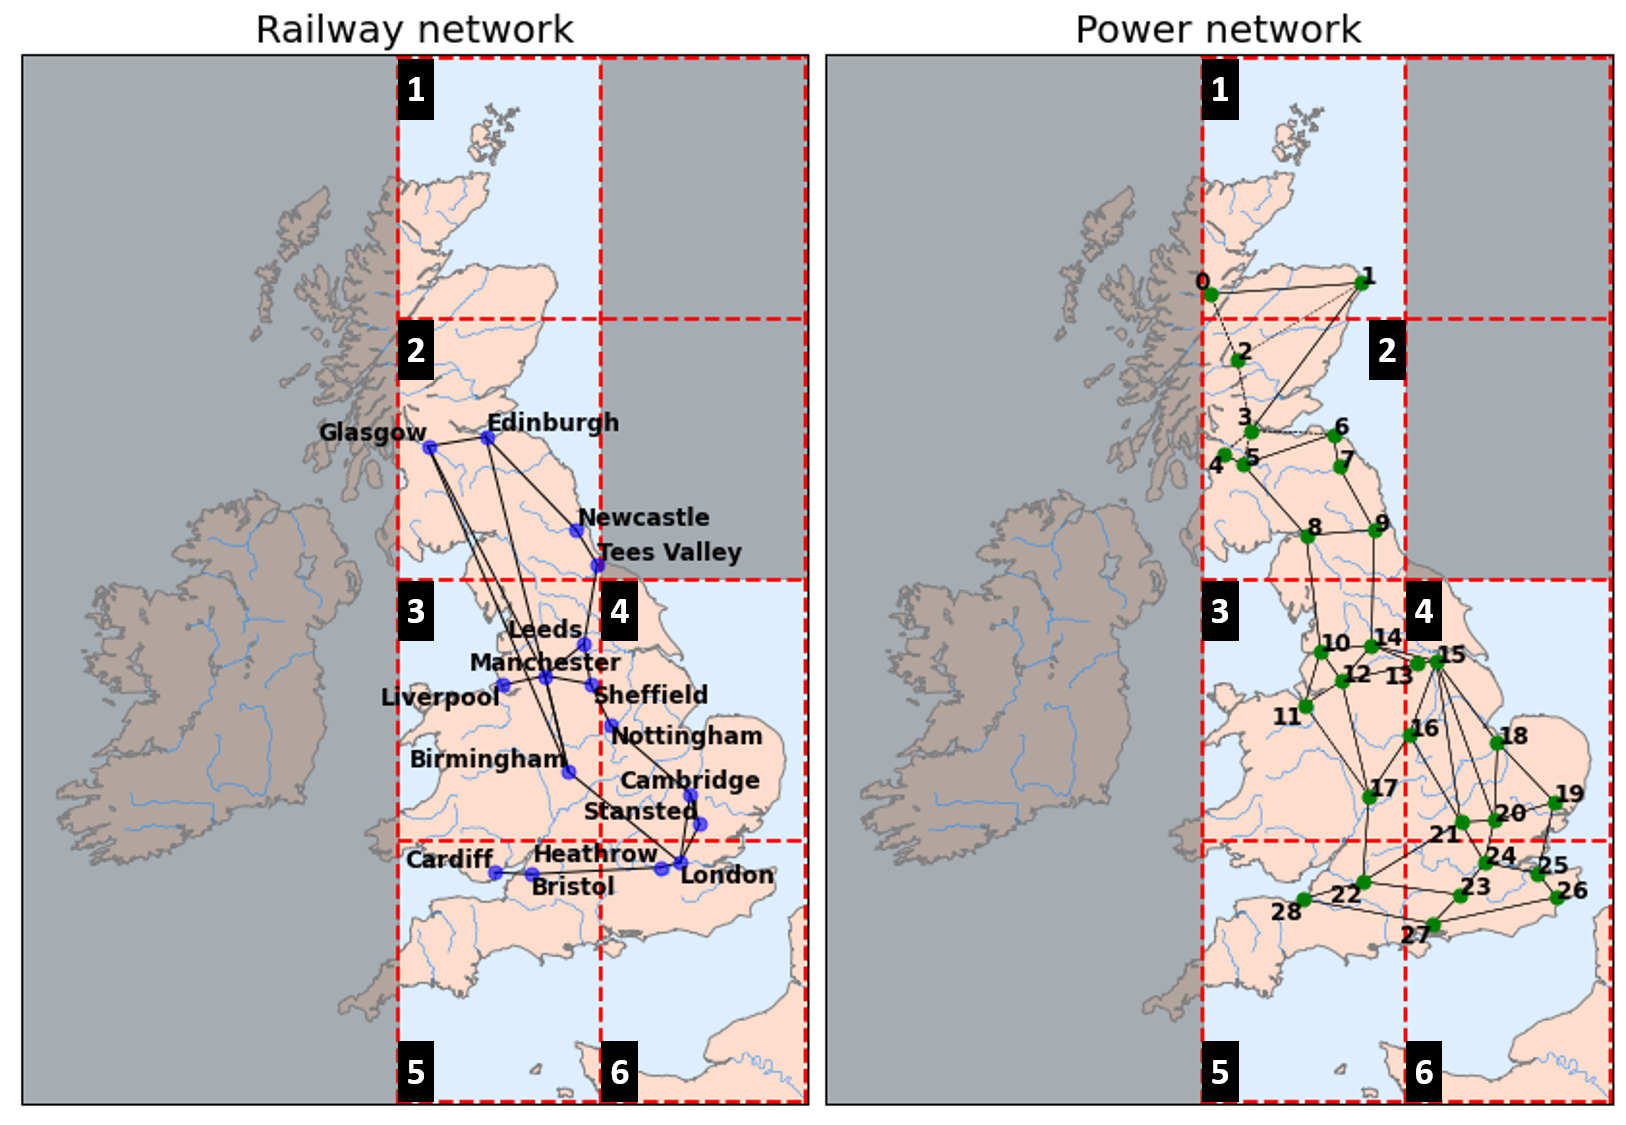 Railway network
1
2
Edinburgh
Glasgow
Newcastle
Tees Valley
3
4
Leeds
Manchester
Liverpool
Sheffield
Nottingham
Birmingham
Cambridge
Stansted
Cardiff
Heathrow
London
Bristol
5
6
Power network
1
0
1
2
2
3
6
4
5
7
8
9
3
4
10
14
15
13
12
11
16
18
17
19
20
21
24
25
22
23
26
28
27
5
6